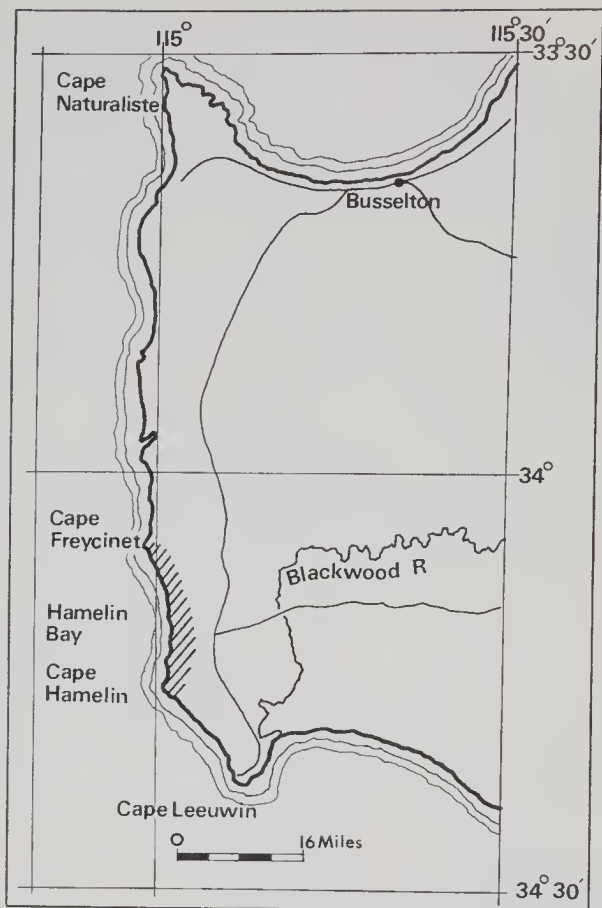 115°
115°30'
33°30'
Cape
Naturaliste
Busselton
34°
Cape
Freycinet
Blackwood R
Hamelin
Bay
Cape
Hamelin
Cape Leeuwin
0
16 Miles
34°30'